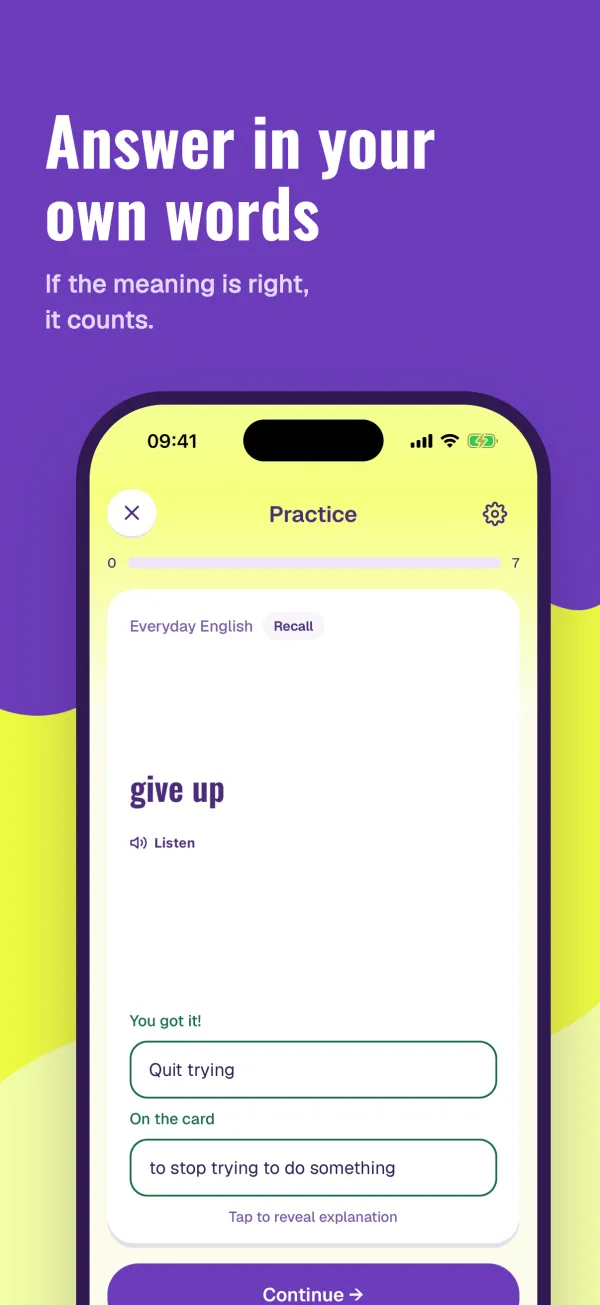 Answer in your
own words
If the meaning is right,
it counts.
09:41
Practice
0
7
Everyday English
Recall
give up
Listen
You got it!
Quit trying
On the card
to stop trying to do something
Tap to reveal explanation
Continue →